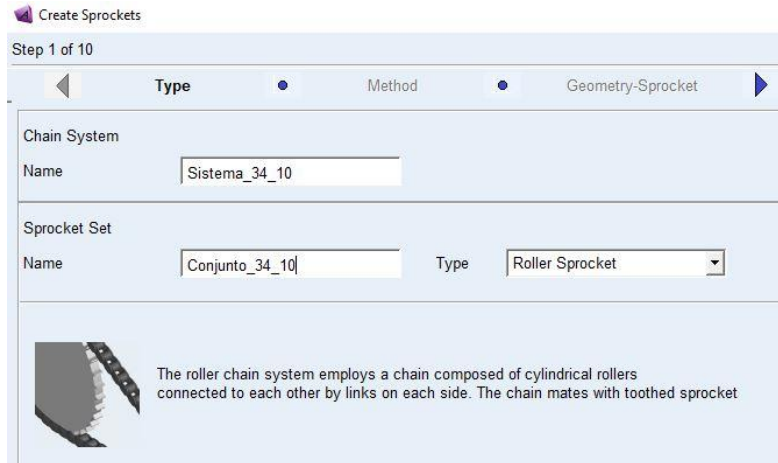 Create Sprockets
Step 1 of 10
Type Method Geometry-Sprocket
Chain System
Name Sistema_34_10
Sprocket Set
Name Conjunto_34_10 Type Roller Sprocket
The roller chain system employs a chain composed of cylindrical rollers
connected to each other by links on each side. The chain mates with toothed sprocket